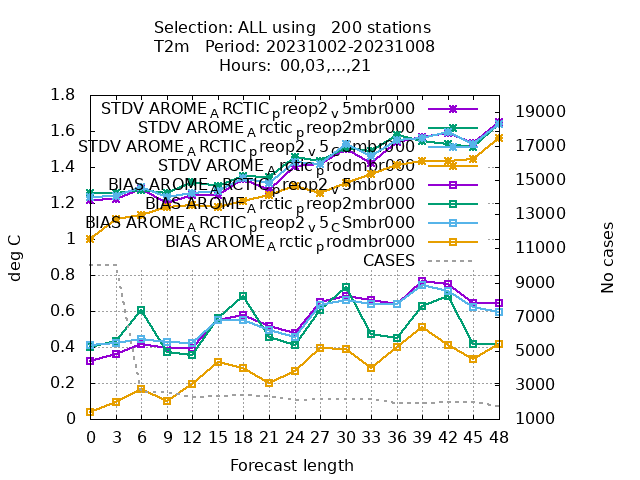 Selection: ALL using 200 stations
T2m Period: 20231002-20231008
Hours: 00,03,...,21
STDV AROME_ARCTIC_preop2_v5mbr000
STDV AROME_Arctic_preop2mbr000
STDV AROME_ARCTIC_preop2_v5_CSmbr000
STDV AROME_Arctic_prodmbr000
BIAS AROME_ARCTIC_preop2_v5mbr000
BIAS AROME_Arctic_preop2mbr000
BIAS AROME_ARCTIC_preop2_v5_CSmbr000
BIAS AROME_Arctic_prodmbr000
CASES
1.8
1.6
1.4
1.2
1
0.8
0.6
0.4
0.2
0
deg C
19000
17000
15000
13000
11000
9000
7000
5000
3000
1000
No cases
0 3 6 9 12 15 18 21 24 27 30 33 36 39 42 45 48
Forecast length